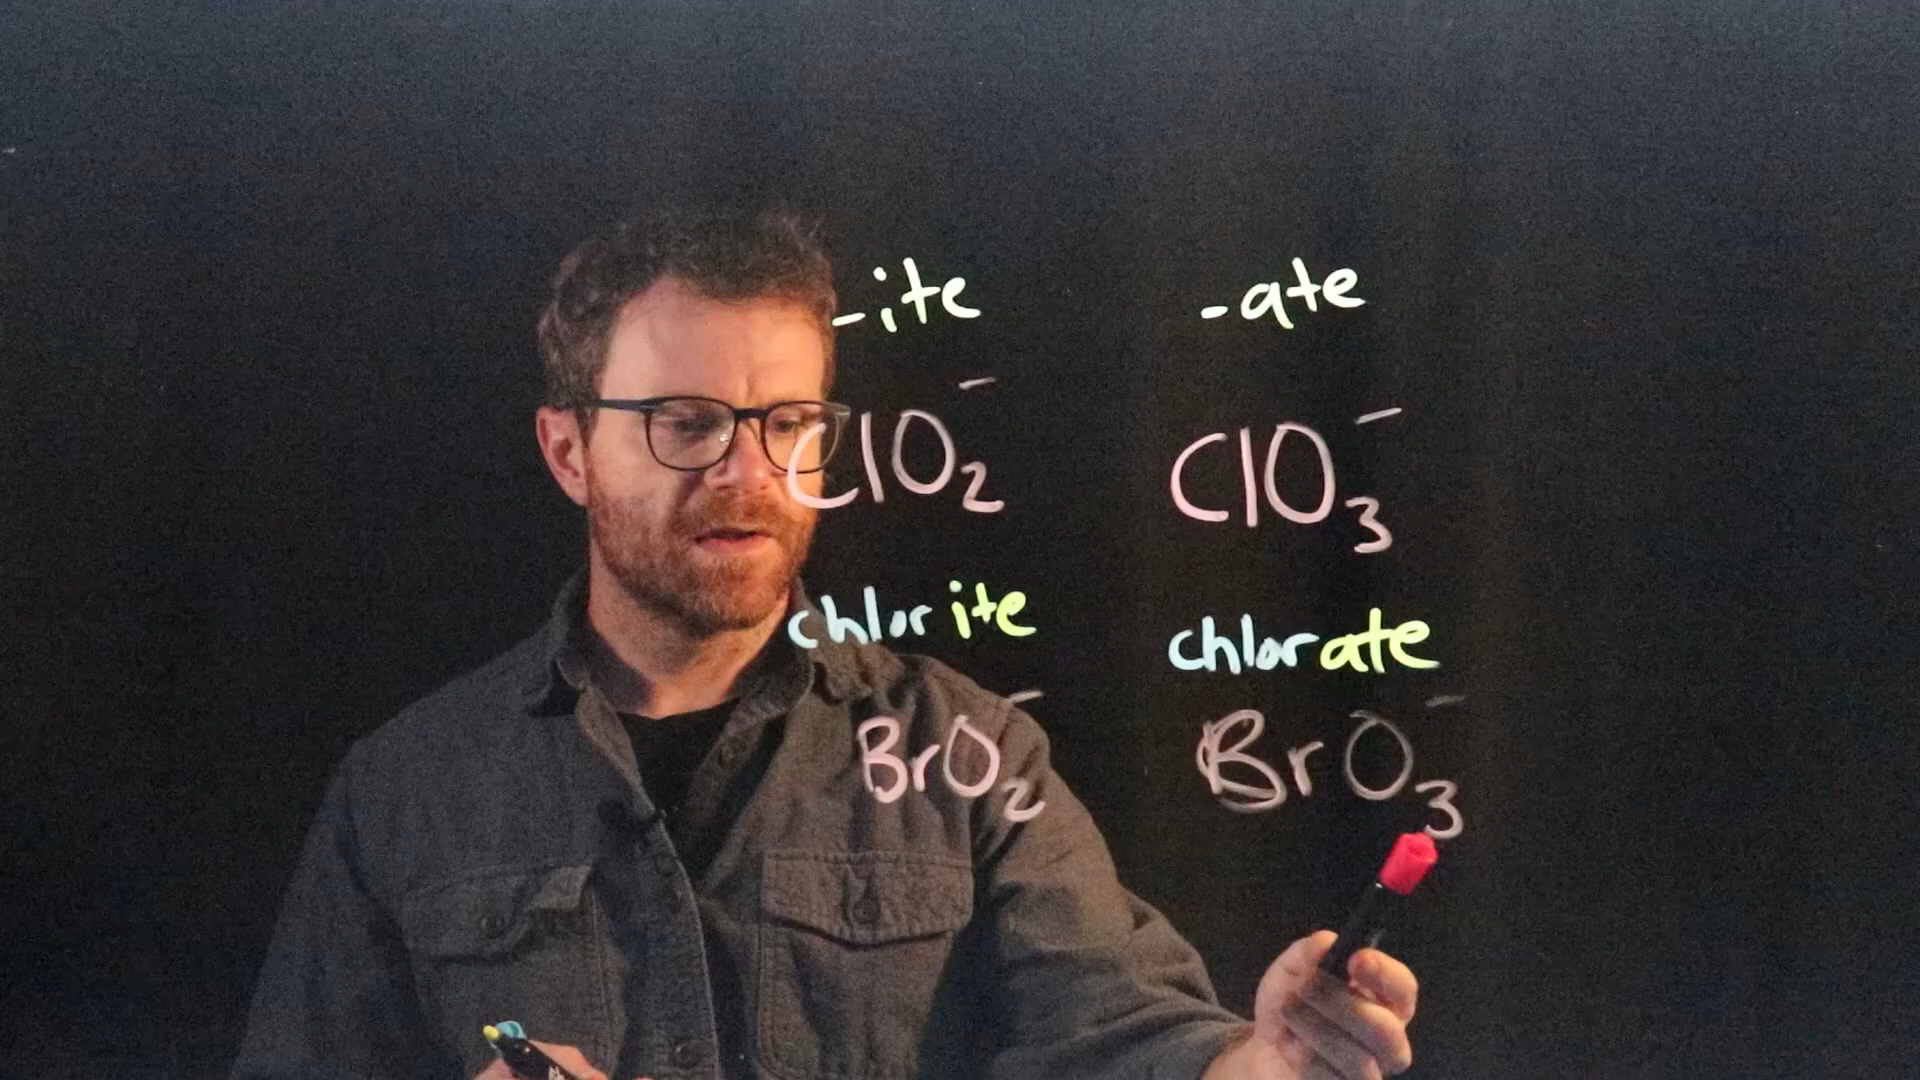 -ite -ate
ClO₂⁻ ClO₃⁻
chlorite chlorate
BrO₂⁻ BrO₃⁻